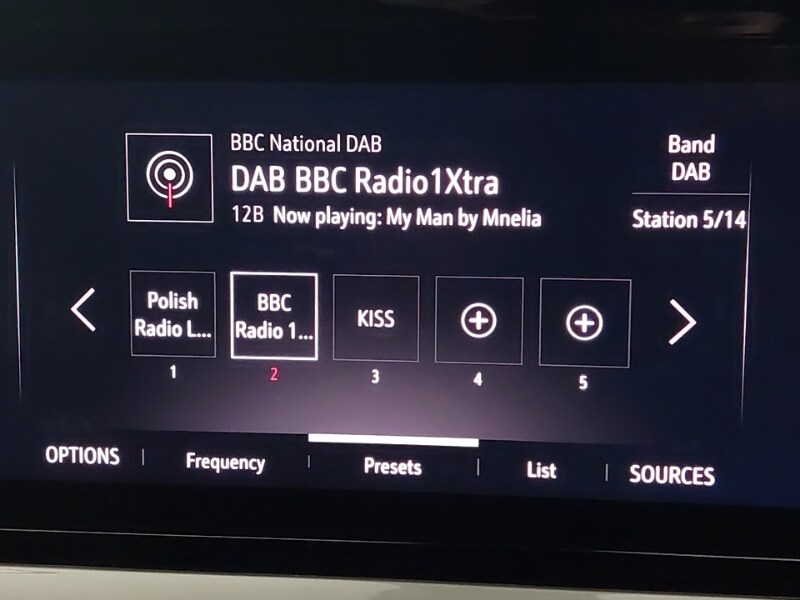 BBC National DAB
DAB BBC Radio1Xtra
12B Now playing: My Man by Mnelia
Band
DAB
Station 5/14
Polish
Radio L...
1
BBC
Radio 1...
2
KISS
3
4
5
OPTIONS
Frequency
Presets
List
SOURCES